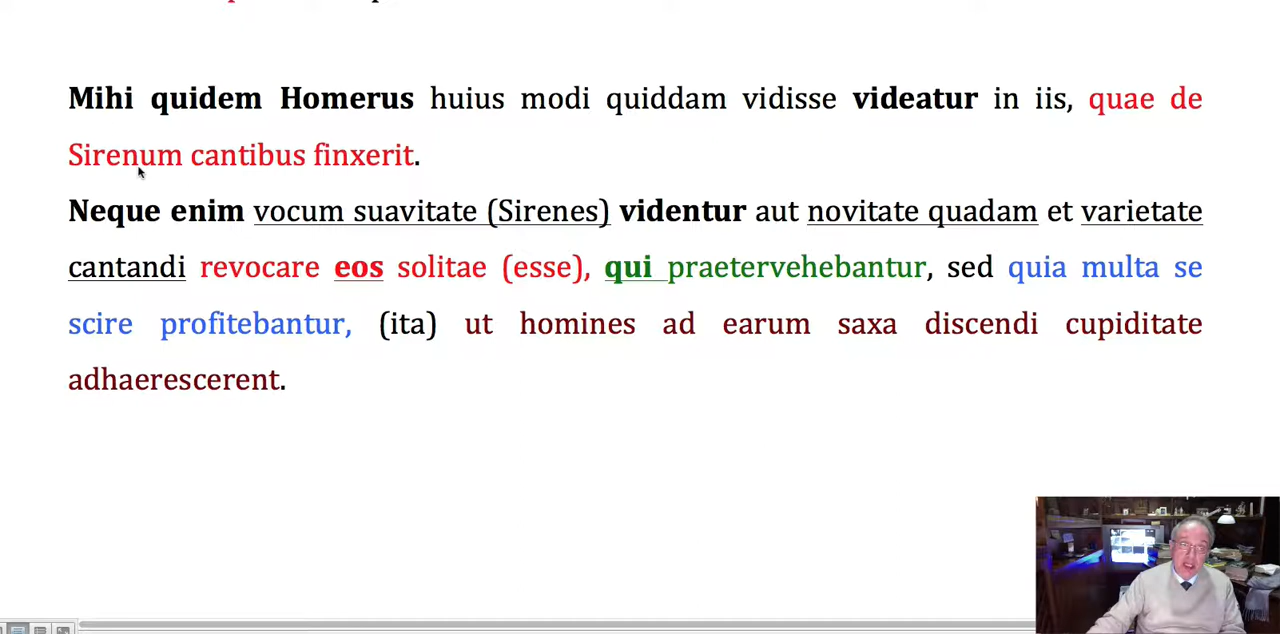 Mihi quidem Homerus huius modi quiddam vidisse videatur in iis, quae de
Sirenum cantibus finxerit.
Neque enim vocum suavitate (Sirenes) videntur aut novitate quadam et varietate
cantandi revocare eos solitae (esse), qui praetervehebantur, sed quia multa se
scire profitebantur, (ita) ut homines ad earum saxa discendi cupiditate
adhaerescerent.